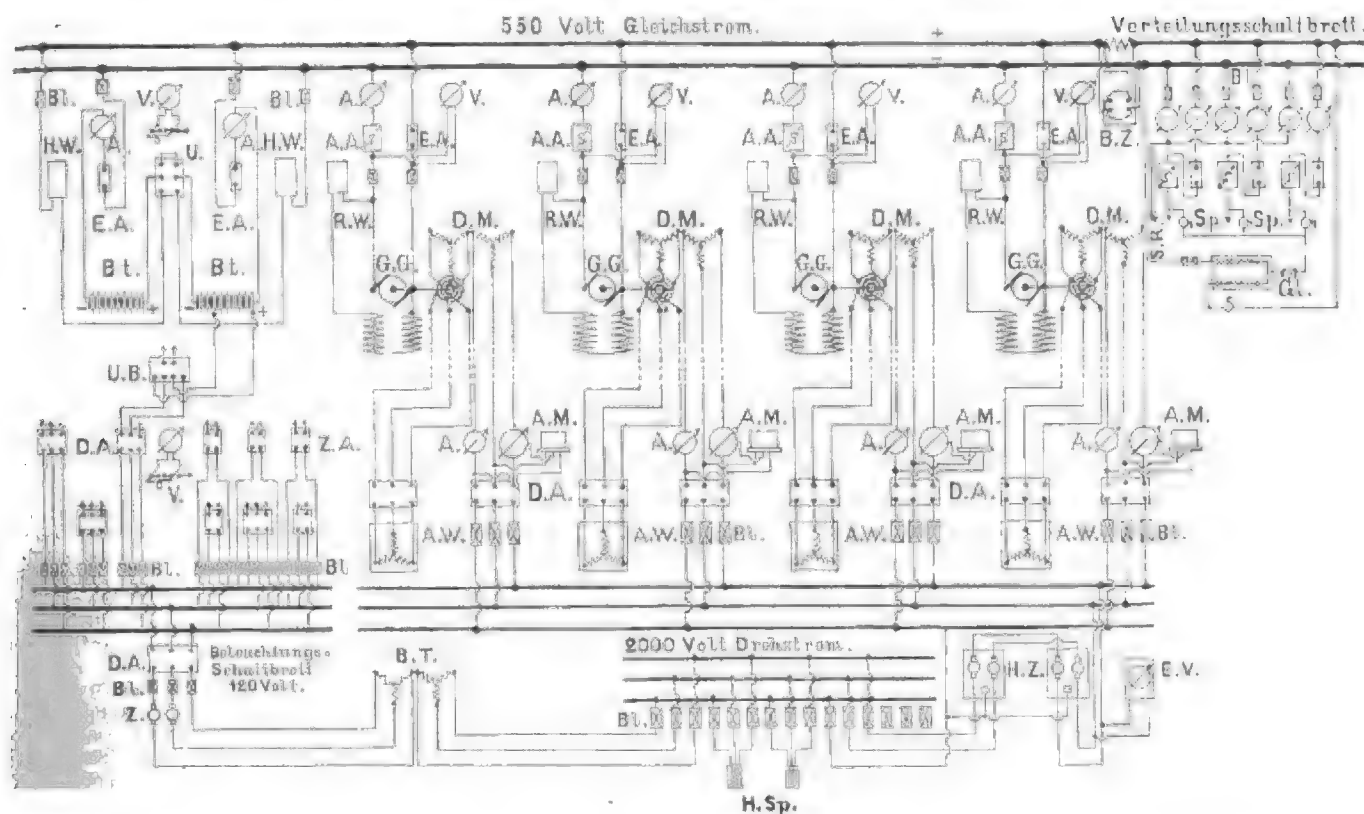 550 Volt Gleichstrom.
+
−
Verteilungsschaltbrett.
Bl. V. Bl. A. V. A. V. A. V. A. V. Bl.
H.W. A. U. A. H.W. A.A. E.A. A.A. E.A. A.A. E.A. A.A. E.A. B.Z.
E.A. E.A. R.W. D.M. R.W. D.M. R.W. D.M. R.W. D.M. S.R. Sp. Sp.
Bt. Bt. G.G. G.G. G.G. G.G.
+ +
S
U.B.
D.A. V. Z.A. A. A.M. A. A.M. A. A.M. A. A.M.
D.A. D.A.
A.W. A.W. Bl. A.W. A.W. Bl.
Bl. Bl
D.A.
Beleuchtungs-
Schaltbrett
120 Volt.
B.T.
2000 Volt Drehstrom.
H.Z. E.V.
Bl.
Z.
Bl.
H.Sp.